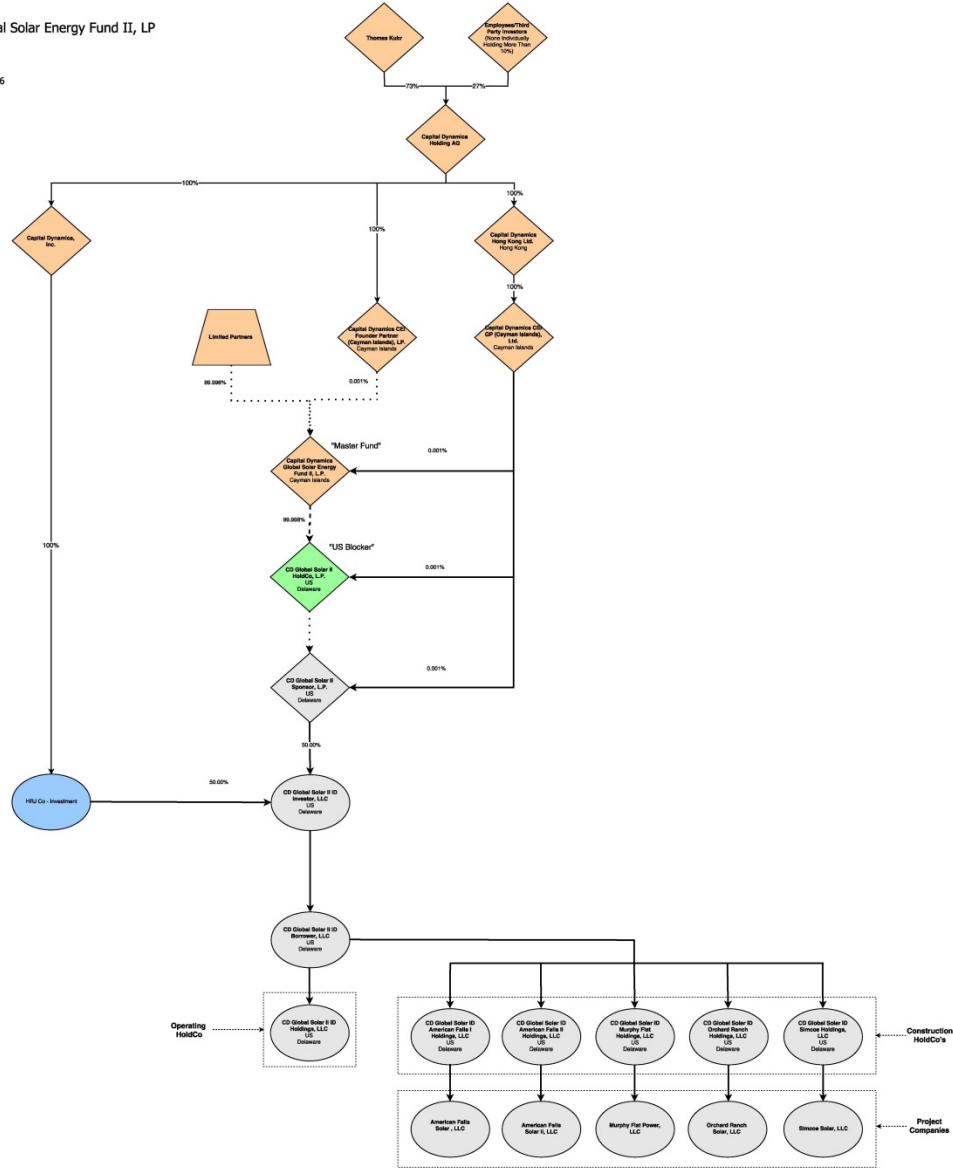 al Solar Energy Fund II, LP
6
Thomas Kubr
Employees/Third
Party Investors
(None Individually
Holding More Than
10%)
73%
27%
Capital Dynamics
Holding AG
100%
100%
100%
Capital Dynamics,
Inc.
Capital Dynamics
Hong Kong Ltd.
Hong Kong
100%
Limited Partners
Capital Dynamics CEI
Founder Partner
(Cayman Islands), LP.
Cayman Islands
Capital Dynamics CEI
GP (Cayman Islands),
Ltd.
Cayman Islands
99.998%
0.001%
"Master Fund"
Capital Dynamics
Global Solar Energy
Fund II, L.P.
Cayman Islands
0.001%
99.998%
"US Blocker"
100%
CD Global Solar II
HoldCo, L.P.
US
Delaware
0.001%
CD Global Solar II
Sponsor, L.P.
US
Delaware
0.001%
50.00%
HRJ Co - Investment
50.00%
CD Global Solar II ID
Investor, LLC
US
Delaware
CD Global Solar II ID
Borrower, LLC
US
Delaware
Operating
HoldCo
CD Global Solar II ID
Holdings, LLC
US
Delaware
CD Global Solar ID
American Falls I
Holdings, LLC
US
Delaware
CD Global Solar ID
American Falls II
Holdings, LLC
US
Delaware
CD Global Solar ID
Murphy Flat
Holdings, LLC
US
Delaware
CD Global Solar ID
Orchard Ranch
Holdings, LLC
US
Delaware
CD Global Solar ID
Simcoe Holdings,
LLC
US
Delaware
Construction
HoldCo's
American Falls
Solar , LLC
American Falls
Solar II, LLC
Murphy Flat Power,
LLC
Orchard Ranch
Solar, LLC
Simcoe Solar, LLC
Project
Companies